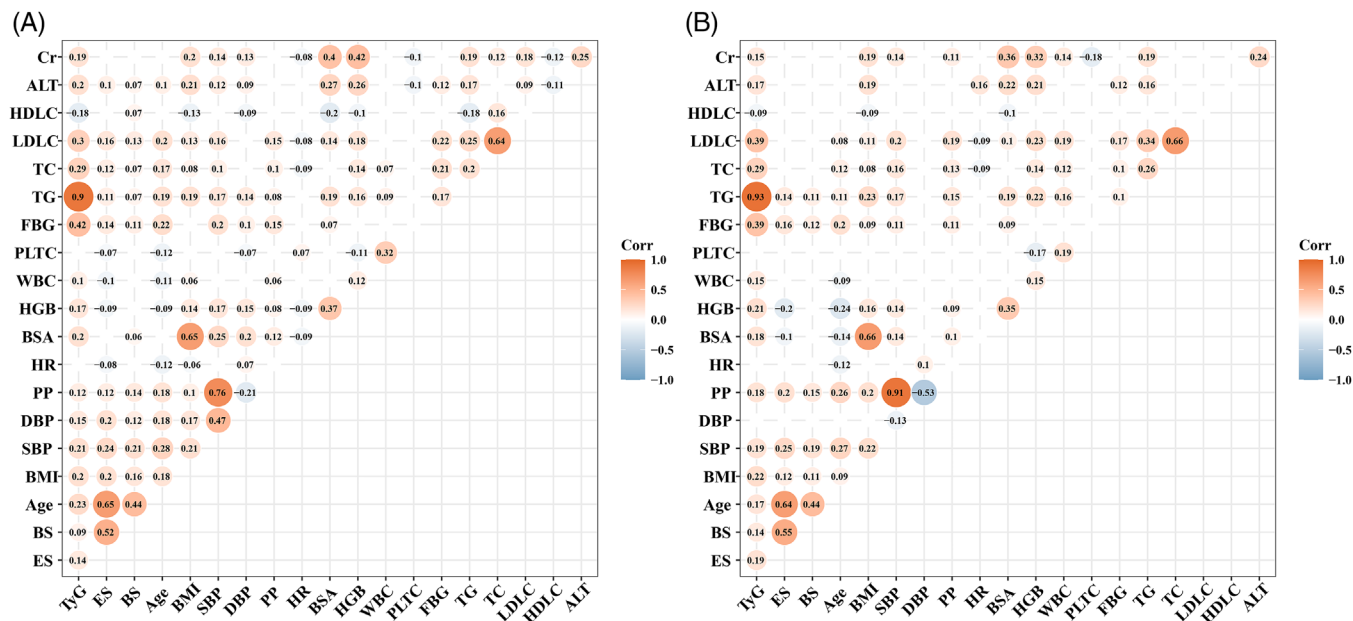 (A)
Cr 0.19 0.2 0.14 0.13 −0.08 0.4 0.42 −0.1 0.19 0.12 0.18 −0.12 0.25
ALT 0.2 0.1 0.07 0.1 0.21 0.12 0.09 0.27 0.26 −0.1 0.12 0.17 0.09 −0.11
HDLC −0.18 0.07 −0.13 −0.09 −0.2 −0.1 −0.18 0.16
LDLC 0.3 0.16 0.13 0.2 0.13 0.16 0.15 −0.08 0.14 0.18 0.22 0.25 0.64
TC 0.29 0.12 0.07 0.17 0.08 0.1 0.1 −0.09 0.14 0.07 0.21 0.2
TG 0.9 0.11 0.07 0.19 0.19 0.17 0.14 0.08 0.19 0.16 0.09 0.17
FBG 0.42 0.14 0.11 0.22 0.2 0.1 0.15 0.07
PLTC −0.07 −0.12 −0.07 0.07 −0.11 0.32
WBC 0.1 −0.1 −0.11 0.06 0.06 0.12
HGB 0.17 −0.09 −0.09 0.14 0.17 0.15 0.08 −0.09 0.37
BSA 0.2 0.06 0.65 0.25 0.2 0.12 −0.09
HR −0.08 −0.12 −0.06 0.07
PP 0.12 0.12 0.14 0.18 0.1 0.76 −0.21
DBP 0.15 0.2 0.12 0.18 0.17 0.47
SBP 0.21 0.24 0.21 0.28 0.21
BMI 0.2 0.2 0.16 0.18
Age 0.23 0.65 0.44
BS 0.09 0.52
ES 0.14
TyG ES BS Age BMI SBP DBP PP HR BSA HGB WBC PLTC FBG TG TC LDLC HDLC ALT
Corr
1.0
0.5
0.0
−0.5
−1.0
(B)
Cr 0.15 0.19 0.14 0.11 0.36 0.32 0.14 −0.18 0.19 0.24
ALT 0.17 0.19 0.16 0.22 0.21 0.12 0.16
HDLC −0.09 −0.09 −0.1
LDLC 0.39 0.08 0.11 0.2 0.19 −0.09 0.1 0.23 0.19 0.17 0.34 0.66
TC 0.29 0.12 0.08 0.16 0.13 −0.09 0.14 0.12 0.1 0.26
TG 0.93 0.14 0.11 0.11 0.23 0.17 0.15 0.19 0.22 0.16 0.1
FBG 0.39 0.16 0.12 0.2 0.09 0.11 0.11 0.09
PLTC −0.17 0.19
WBC 0.15 −0.09 0.15
HGB 0.21 −0.2 −0.24 0.16 0.14 0.09 0.35
BSA 0.18 −0.1 −0.14 0.66 0.14 0.1
HR −0.12 0.1
PP 0.18 0.2 0.15 0.26 0.2 0.91 −0.53
DBP −0.13
SBP 0.19 0.25 0.19 0.27 0.22
BMI 0.22 0.12 0.11 0.09
Age 0.17 0.64 0.44
BS 0.14 0.55
ES 0.19
TyG ES BS Age BMI SBP DBP PP HR BSA HGB WBC PLTC FBG TG TC LDLC HDLC ALT
Corr
1.0
0.5
0.0
−0.5
−1.0